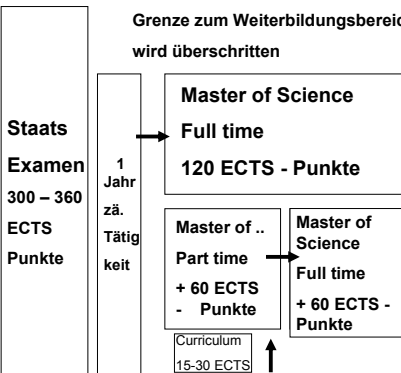 Grenze zum Weiterbildungsbereic
wird überschritten
Staats
Examen
300 – 360
ECTS
Punkte
1
Jahr
zä.
Tätig
keit
Master of Science
Full time
120 ECTS - Punkte
Master of ..
Part time
+ 60 ECTS
- Punkte
Master of
Science
Full time
+ 60 ECTS -
Punkte
Curriculum
15-30 ECTS